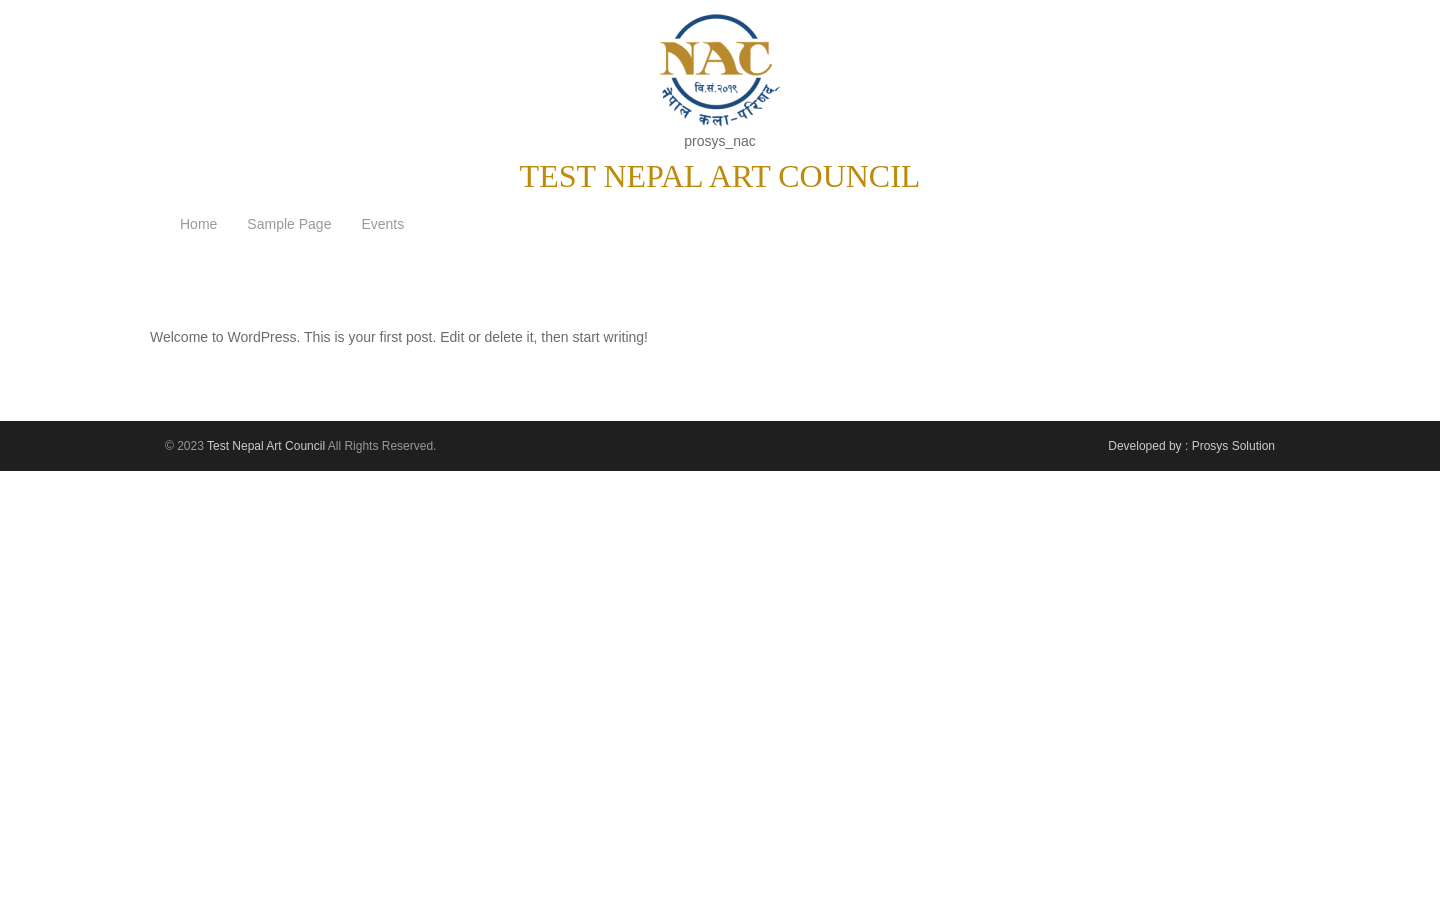 NAC
वि.सं.२०१९
नेपाल कला-परिषद्
prosys_nac
TEST NEPAL ART COUNCIL
Home Sample Page Events
Welcome to WordPress. This is your first post. Edit or delete it, then start writing!
© 2023 Test Nepal Art Council All Rights Reserved. Developed by : Prosys Solution